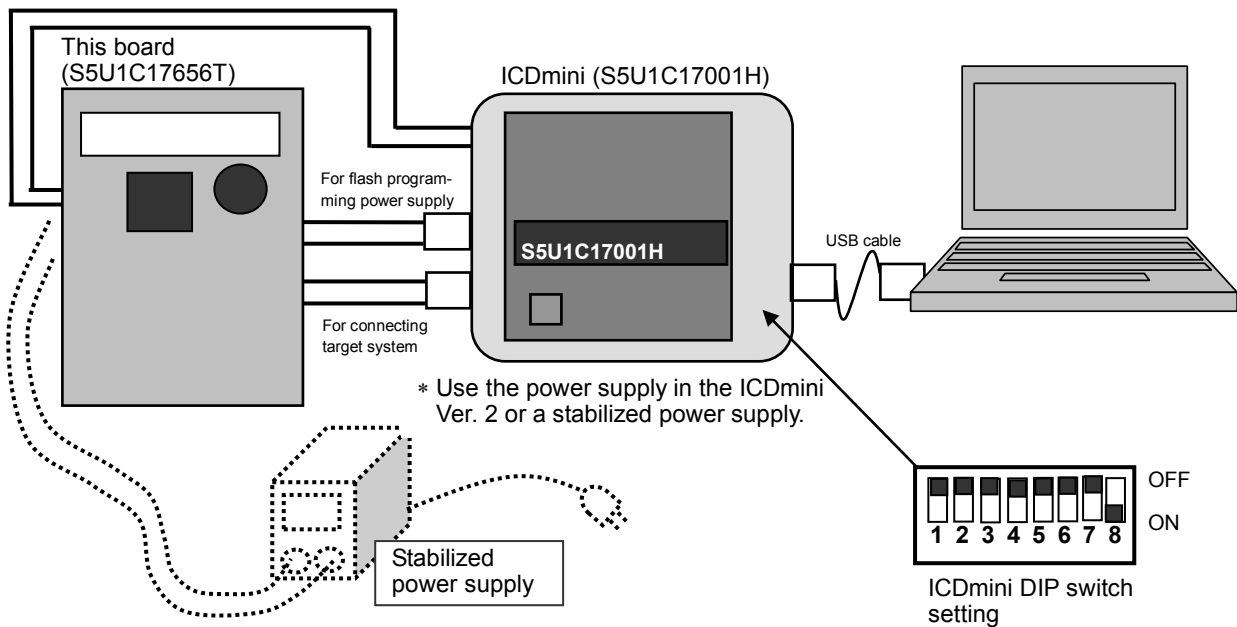 This board
(S5U1C17656T)
ICDmini (S5U1C17001H)
For flash program-
ming power supply
S5U1C17001H
USB cable
For connecting
target system
* Use the power supply in the ICDmini
Ver. 2 or a stabilized power supply.
OFF
ON
1 2 3 4 5 6 7 8
Stabilized
power supply
ICDmini DIP switch
setting